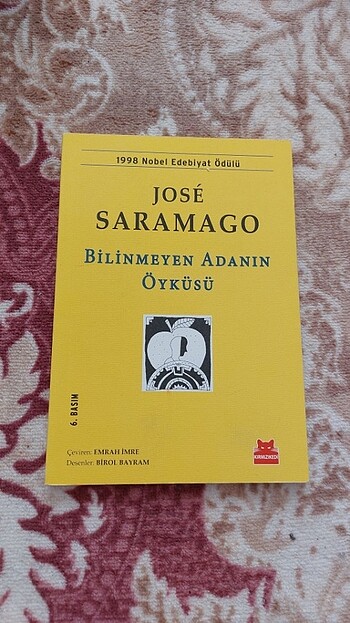 1998 Nobel Edebiyat Ödülü
JOSÉ
SARAMAGO
BİLİNMEYEN ADANIN
ÖYKÜSÜ
6. BASIM
Çeviren: EMRAH İMRE
Desenler: BİROL BAYRAM
KIRMIZIKEDİ